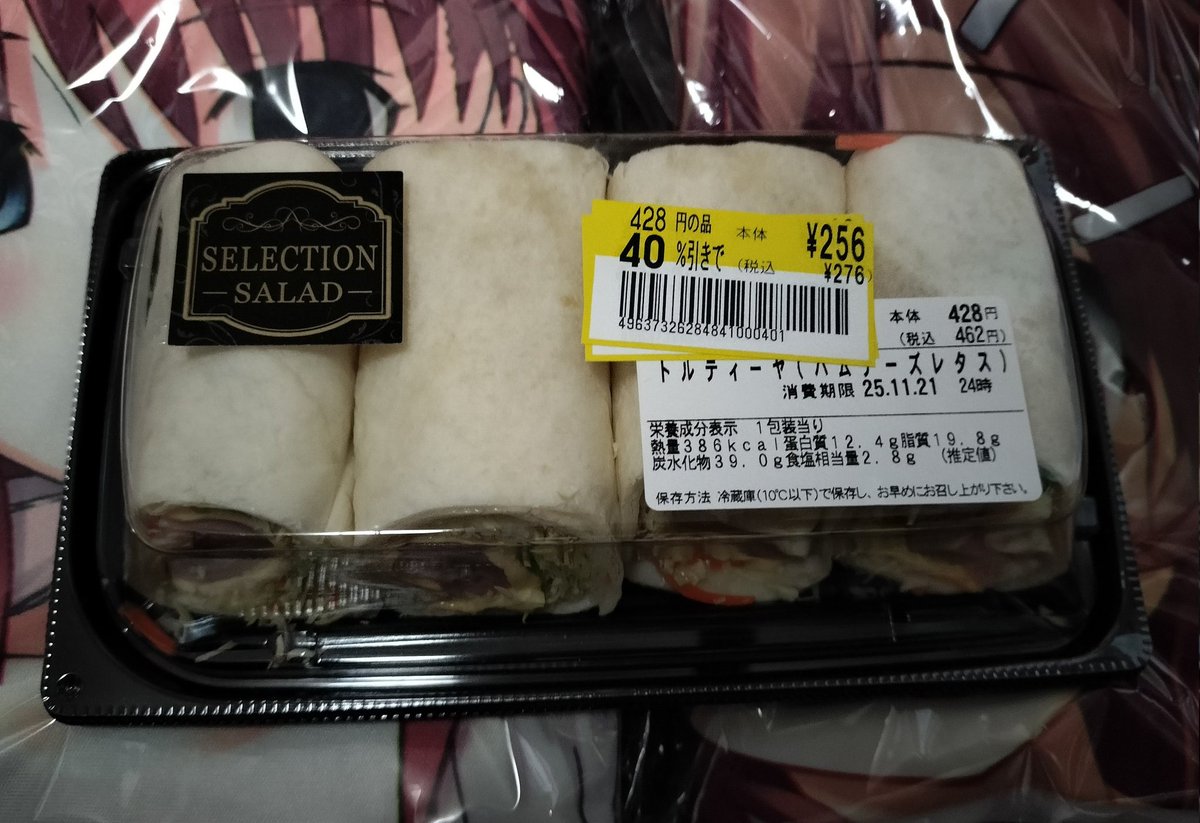 SELECTION
SALAD
428 円の品 本体 ¥256
40 %引きで (税込 ¥276)
49637326284841000401
本体 428円
(税込 462円)
トルティーヤ(ハムチーズレタス)
消費期限 25.11.21 24時
栄養成分表示 1包装当り
熱量386kcal蛋白質12.4g脂質19.8g
炭水化物39.0g食塩相当量2.8g (推定値)
保存方法 冷蔵庫(10℃以下)で保存し、お早めにお召し上がり下さい。